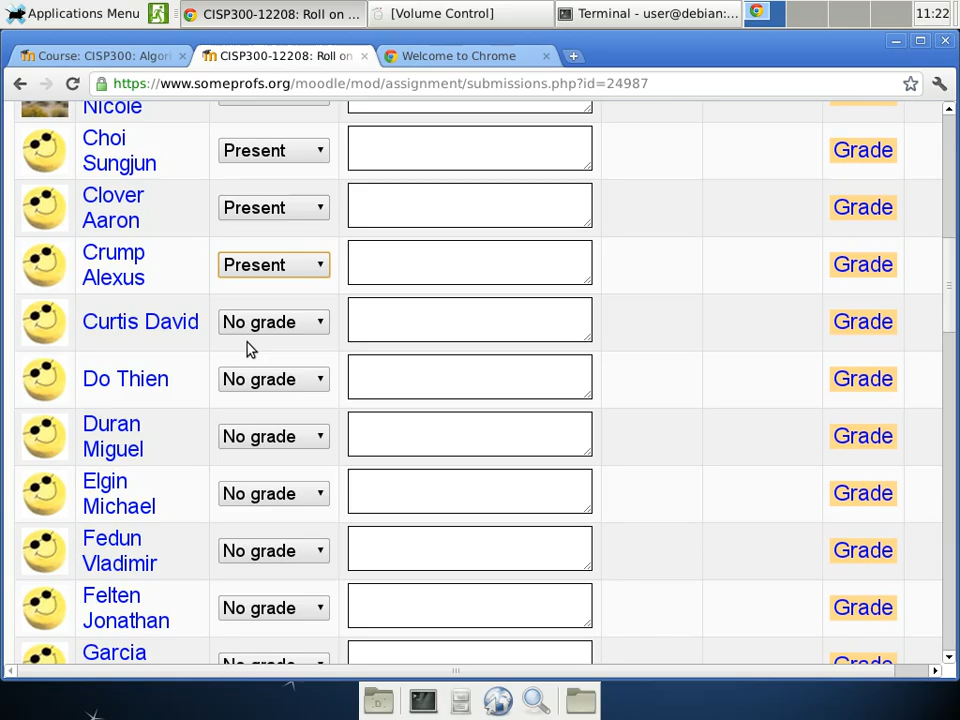 Applications Menu
CISP300-12208: Roll on ...
[Volume Control]
Terminal - user@debian:...
11:22
Course: CISP300: Algori
CISP300-12208: Roll on
Welcome to Chrome
https://www.someprofs.org/moodle/mod/assignment/submissions.php?id=24987
Nicole
Choi
Sungjun
Present
Grade
Clover
Aaron
Present
Grade
Crump
Alexus
Present
Grade
Curtis David
No grade
Grade
Do Thien
No grade
Grade
Duran
Miguel
No grade
Grade
Elgin
Michael
No grade
Grade
Fedun
Vladimir
No grade
Grade
Felten
Jonathan
No grade
Grade
Garcia
No grade
Grade